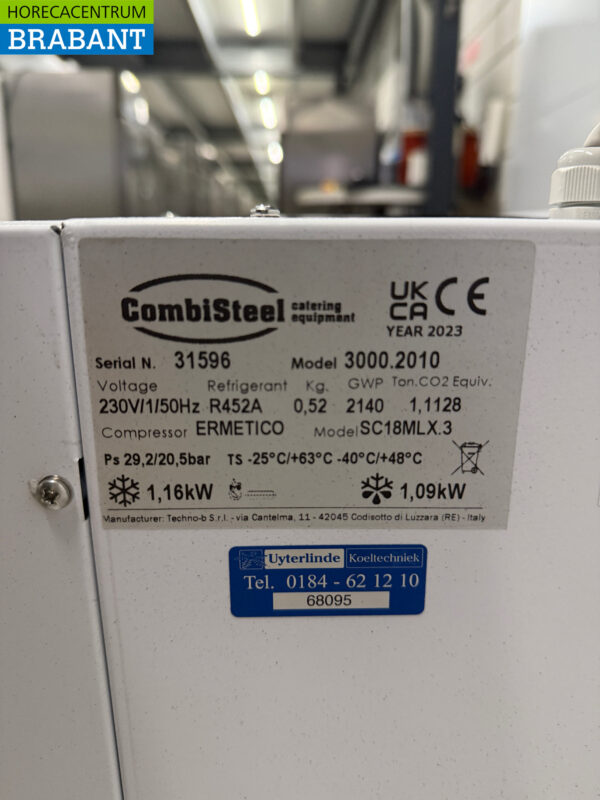 HORECACENTRUM
BRABANT
CombiSteel catering equipment
UK CA CE
YEAR 2023
Serial N. 31596 Model 3000.2010
Voltage Refrigerant Kg. GWP Ton.CO2 Equiv.
230V/1/50Hz R452A 0,52 2140 1,1128
Compressor ERMETICO Model SC18MLX.3
Ps 29,2/20,5bar TS -25°C/+63°C -40°C/+48°C
1,16kW 1,09kW
Manufacturer: Techno-b S.r.l. - via Cantelma, 11 - 42045 Codisotto di Luzzara (RE) - Italy
Uyterlinde Koeltechniek
Tel. 0184 - 62 12 10
68095